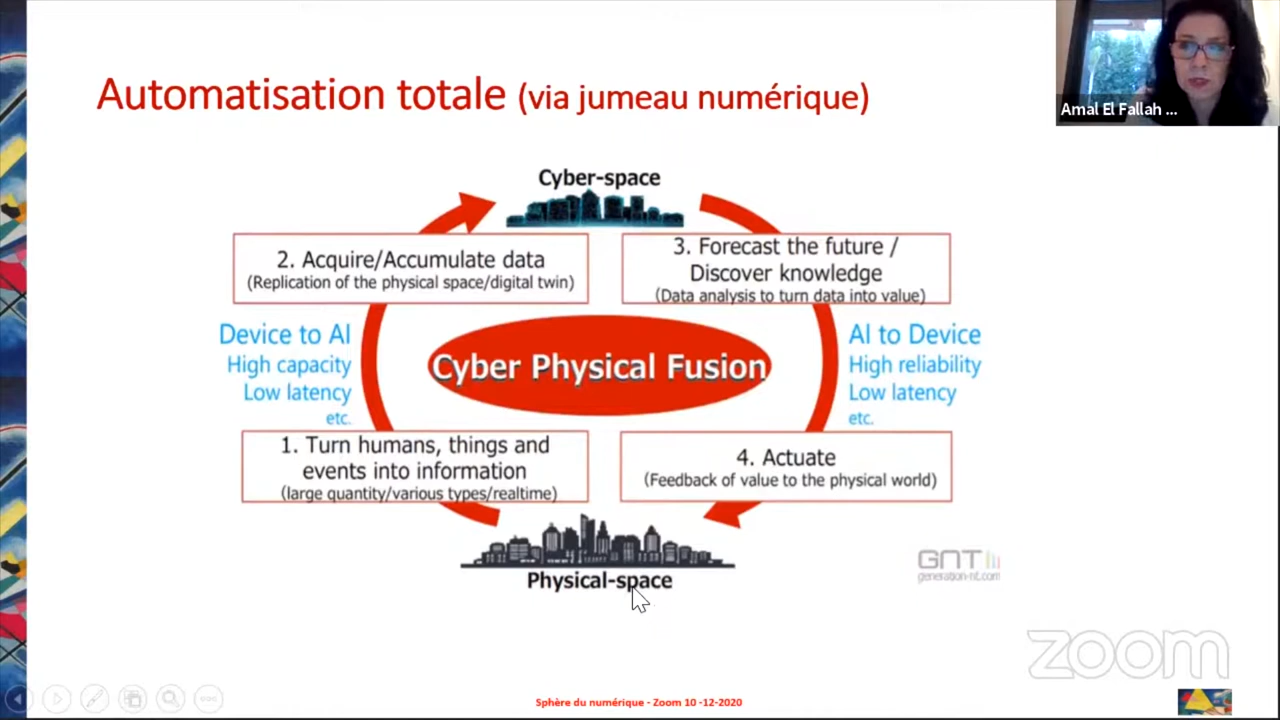 Automatisation totale (via jumeau numérique)
Amal El Fallah ...
Cyber-space
2. Acquire/Accumulate data
(Replication of the physical space/digital twin)
3. Forecast the future /
Discover knowledge
(Data analysis to turn data into value)
Device to AI
High capacity
Low latency
etc.
Cyber Physical Fusion
AI to Device
High reliability
Low latency
etc.
1. Turn humans, things and
events into information
(large quantity/various types/realtime)
4. Actuate
(Feedback of value to the physical world)
Physical-space
GNT
generation-nt.com
zoom
Sphère du numérique - Zoom 10 -12-2020